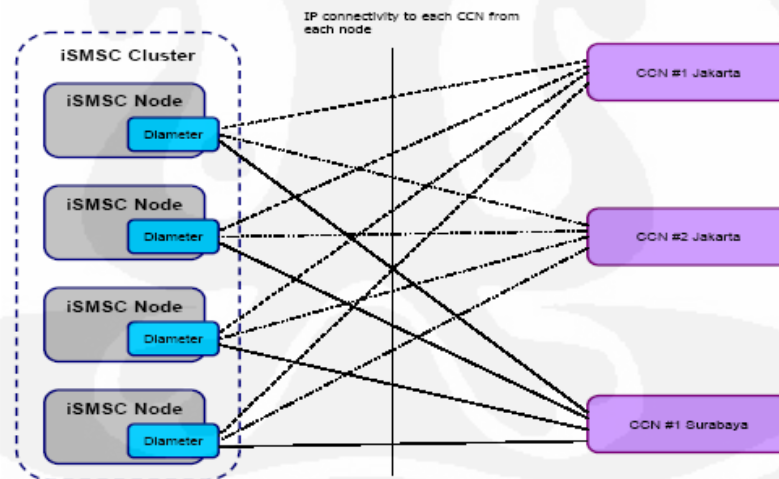 IP connectivity to each CCN from
each node
iSMSC Cluster
iSMSC Node
Diameter
iSMSC Node
Diameter
iSMSC Node
Diameter
iSMSC Node
Diameter
CCN #1 Jakarta
CCN #2 Jakarta
CCN #1 Surabaya